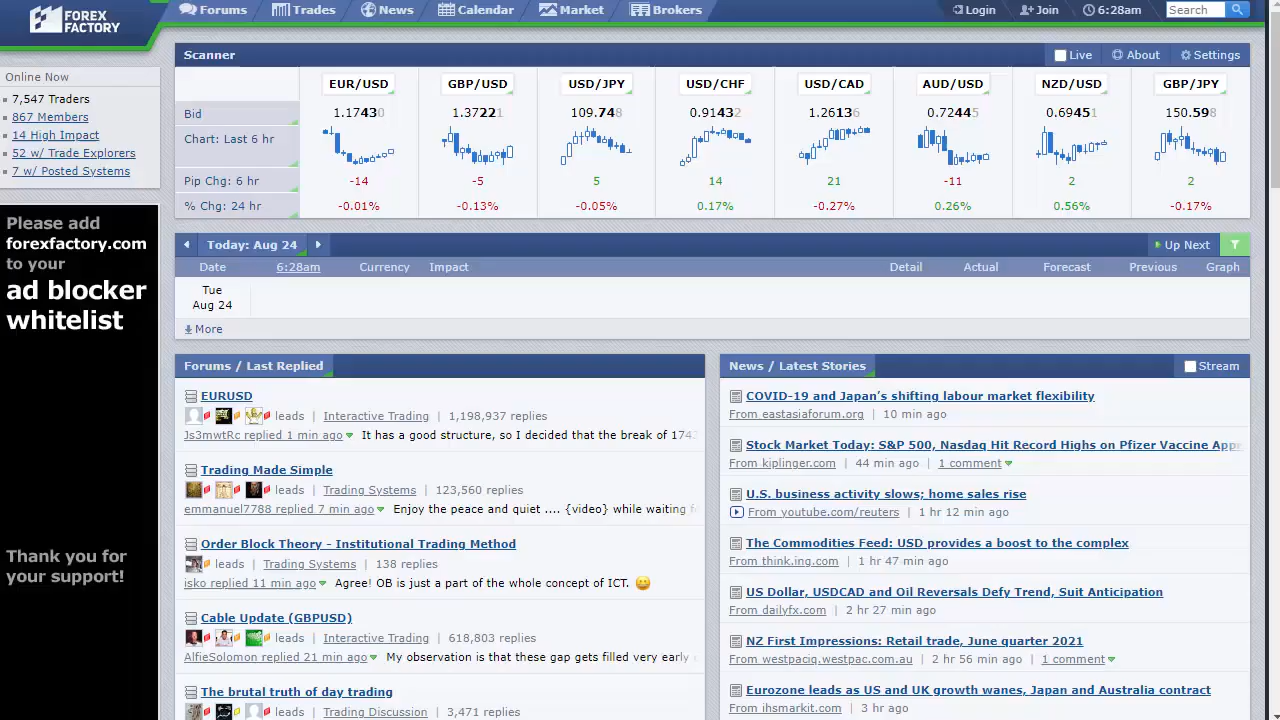 FOREX FACTORY
Forums Trades News Calendar Market Brokers Login Join 6:28am Search
Online Now
7,547 Traders
867 Members
14 High Impact
52 w/ Trade Explorers
7 w/ Posted Systems
Please add
forexfactory.com
to your
ad blocker
whitelist
Thank you for
your support!
Scanner Live About Settings
EUR/USD GBP/USD USD/JPY USD/CHF USD/CAD AUD/USD NZD/USD GBP/JPY
Bid 1.17430 1.37221 109.748 0.91432 1.26136 0.72445 0.69451 150.598
Chart: Last 6 hr
Pip Chg: 6 hr -14 -5 5 14 21 -11 2 2
% Chg: 24 hr -0.01% -0.13% -0.05% 0.17% -0.27% 0.26% 0.56% -0.17%
Today: Aug 24 Up Next
Date 6:28am Currency Impact Detail Actual Forecast Previous Graph
Tue
Aug 24
More
Forums / Last Replied
EURUSD
leads | Interactive Trading | 1,198,937 replies
Js3mwtRc replied 1 min ago It has a good structure, so I decided that the break of 174
Trading Made Simple
leads | Trading Systems | 123,560 replies
emmanuel7788 replied 7 min ago Enjoy the peace and quiet .... {video} while waiting f
Order Block Theory - Institutional Trading Method
leads | Trading Systems | 138 replies
isko replied 11 min ago Agree! OB is just a part of the whole concept of ICT. 😀
Cable Update (GBPUSD)
leads | Interactive Trading | 618,803 replies
AlfieSolomon replied 21 min ago My observation is that these gap gets filled very early
The brutal truth of day trading
leads | Trading Discussion | 3,471 replies
News / Latest Stories Stream
COVID-19 and Japan’s shifting labour market flexibility
From eastasiaforum.org | 10 min ago
Stock Market Today: S&P 500, Nasdaq Hit Record Highs on Pfizer Vaccine App
From kiplinger.com | 44 min ago | 1 comment
U.S. business activity slows; home sales rise
From youtube.com/reuters | 1 hr 12 min ago
The Commodities Feed: USD provides a boost to the complex
From think.ing.com | 1 hr 47 min ago
US Dollar, USDCAD and Oil Reversals Defy Trend, Suit Anticipation
From dailyfx.com | 2 hr 27 min ago
NZ First Impressions: Retail trade, June quarter 2021
From westpaciq.westpac.com.au | 2 hr 56 min ago | 1 comment
Eurozone leads as US and UK growth wanes, Japan and Australia contract
From ihsmarkit.com | 3 hr ago